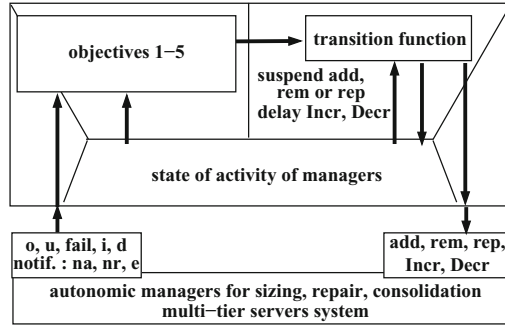 objectives 1−5
transition function
suspend add,
rem or rep
delay Incr, Decr
state of activity of managers
o, u, fail, i, d
notif. : na, nr, e
add, rem, rep,
Incr, Decr
autonomic managers for sizing, repair, consolidation
multi−tier servers system